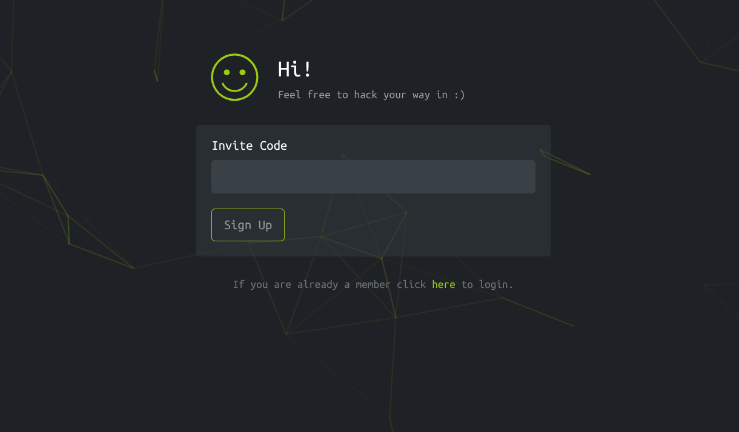 Hi!
Feel free to hack your way in :)
Invite Code
Sign Up
If you are already a member click here to login.